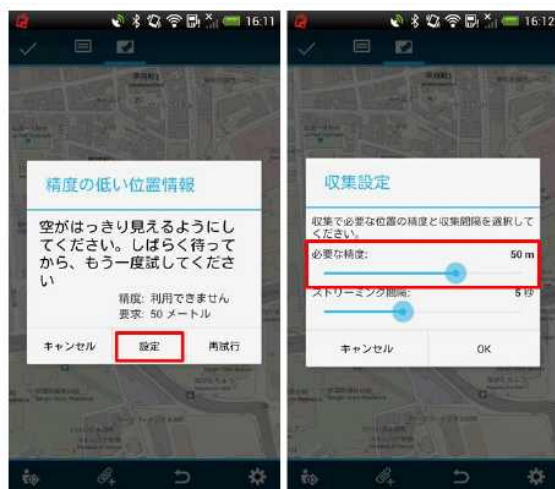 16:11
精度の低い位置情報
空がはっきり見えるようにし
てください。しばらく待って
から、もう一度試してくださ
い
精度: 利用できません
要求: 50 メートル
キャンセル
設定
再試行
16:12
収集設定
収集で必要な位置の精度と収集間隔を選択して
ください。
必要な精度:
50 m
ストリーミング間隔:
5 秒
キャンセル
OK